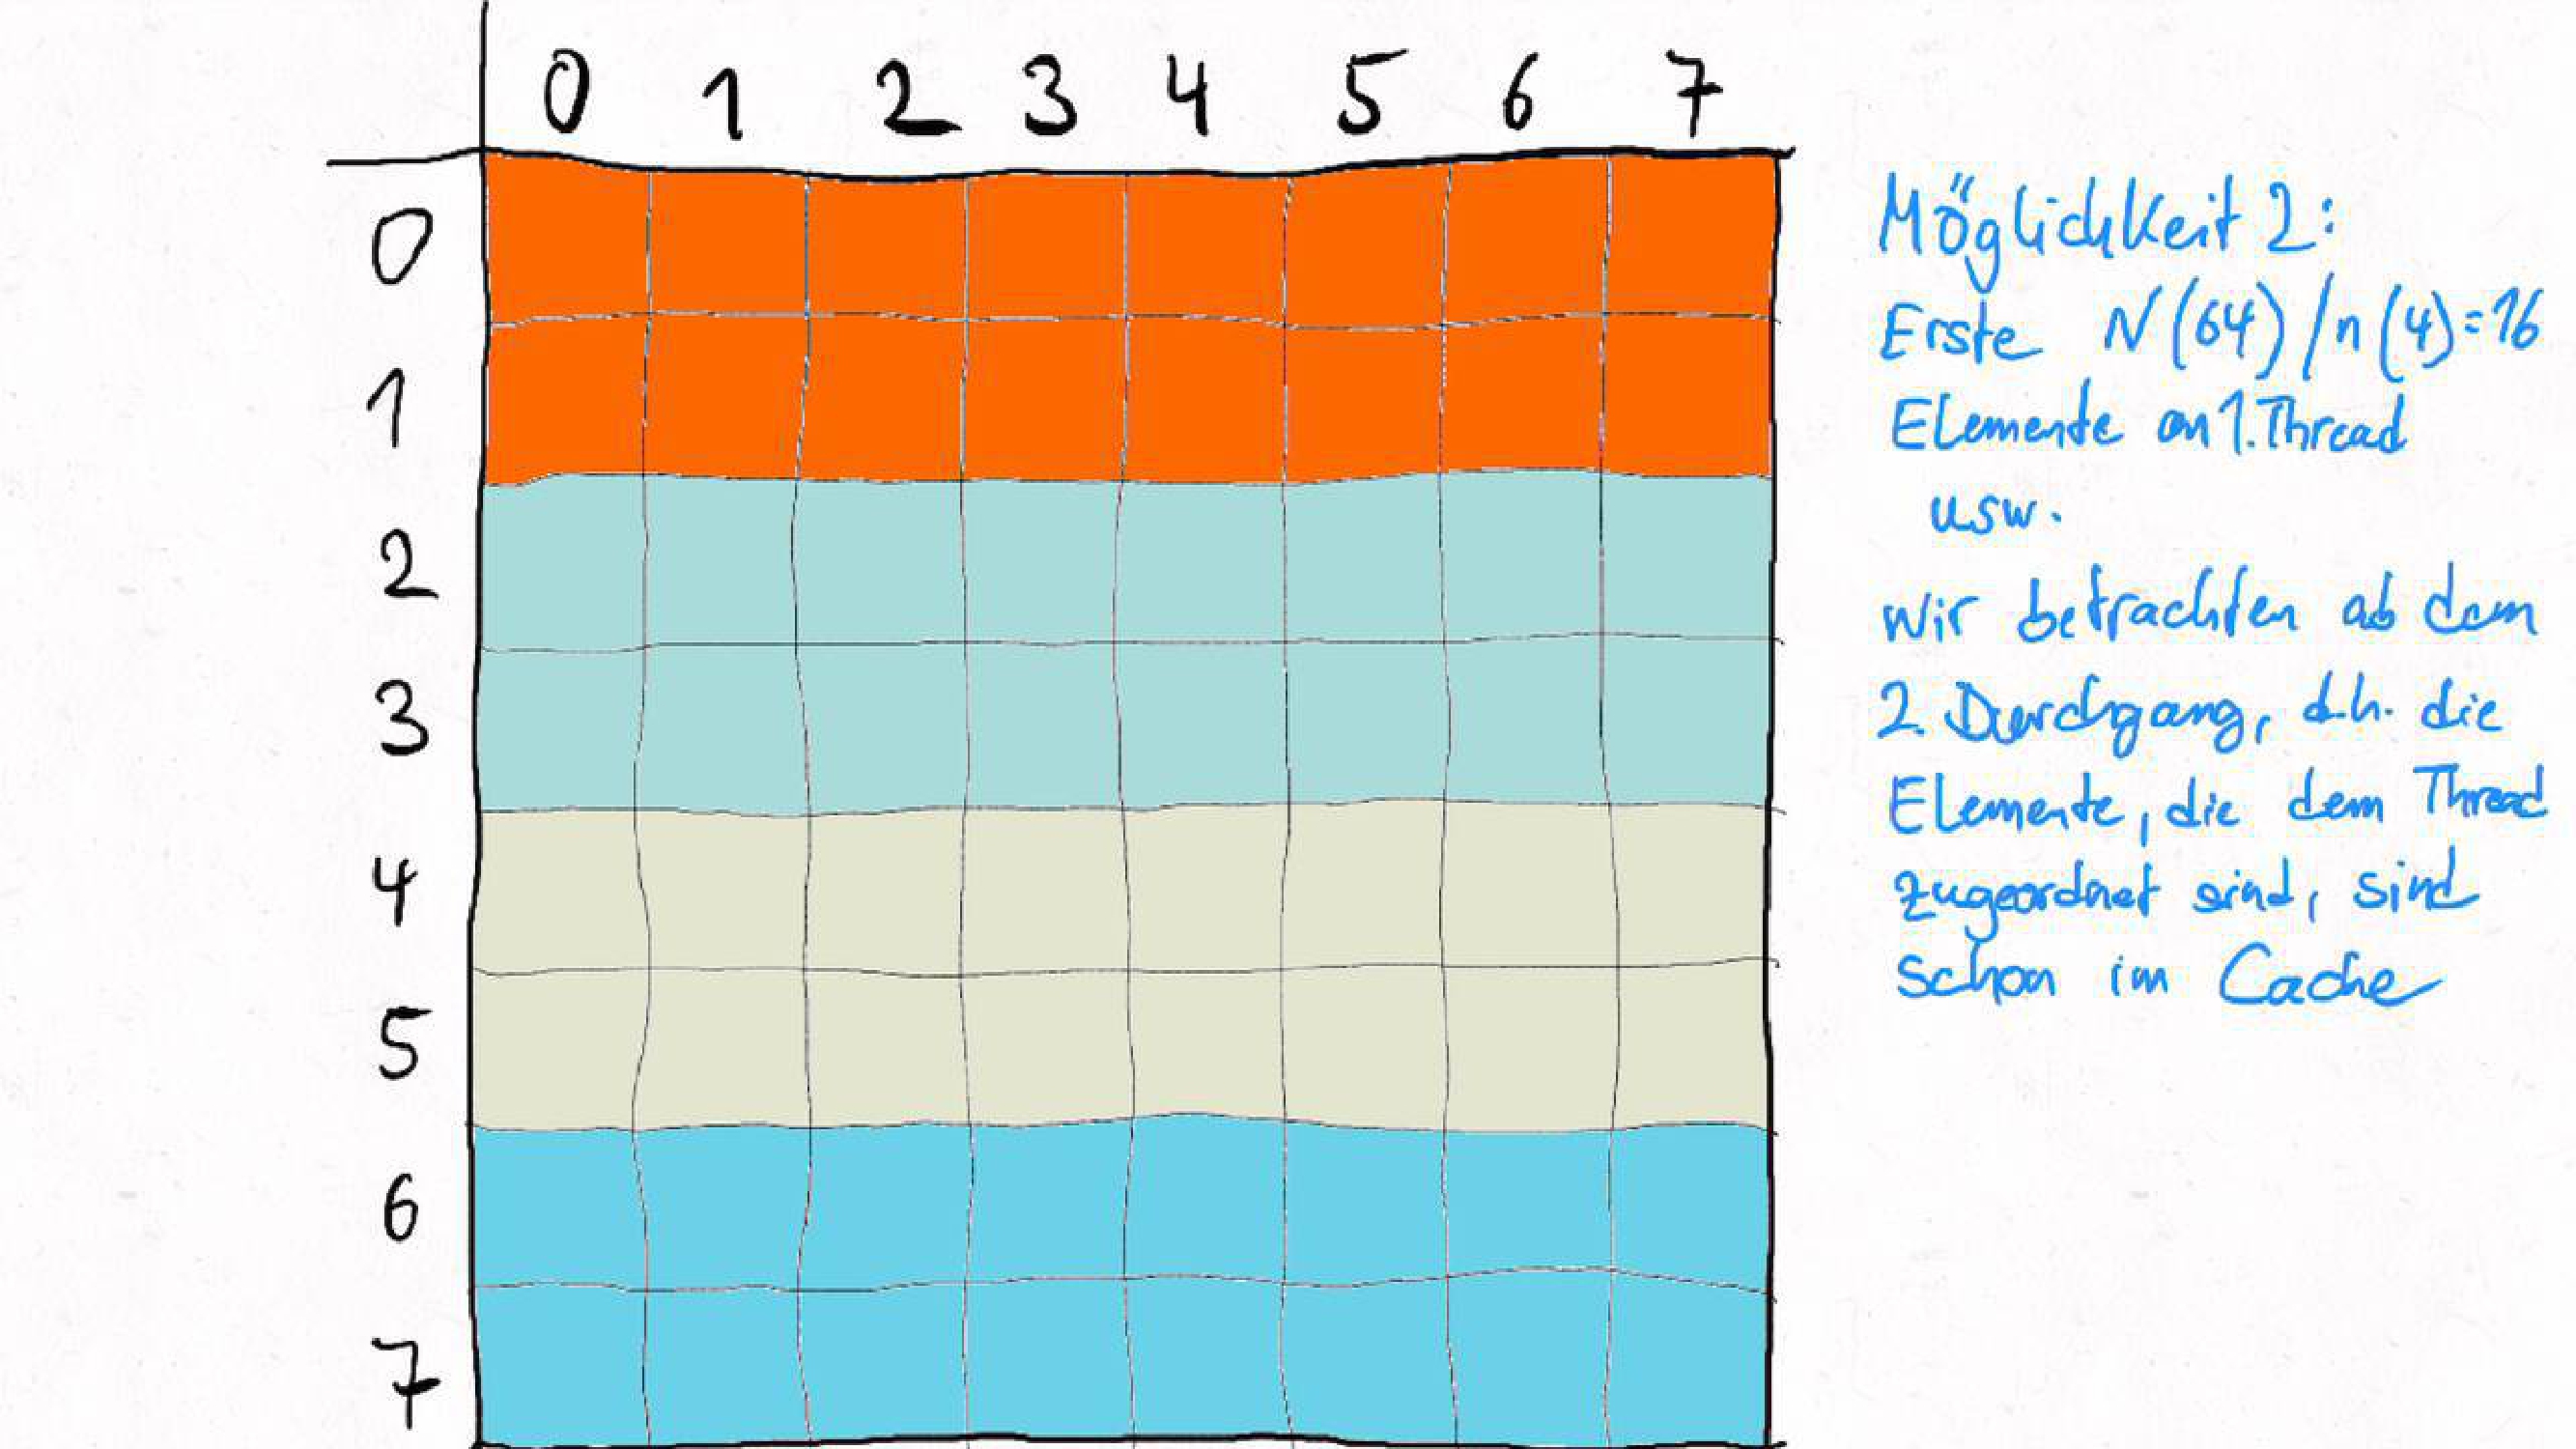 0 1 2 3 4 5 6 7
0
1
2
3
4
5
6
7
Möglichkeit 2:
Erste N(64)/n(4)=16
Elemente an 1. Thread
usw.
Wir betrachten ab dem
2. Durchgang, d.h. die
Elemente, die dem Thread
zugeordnet sind, sind
schon im Cache